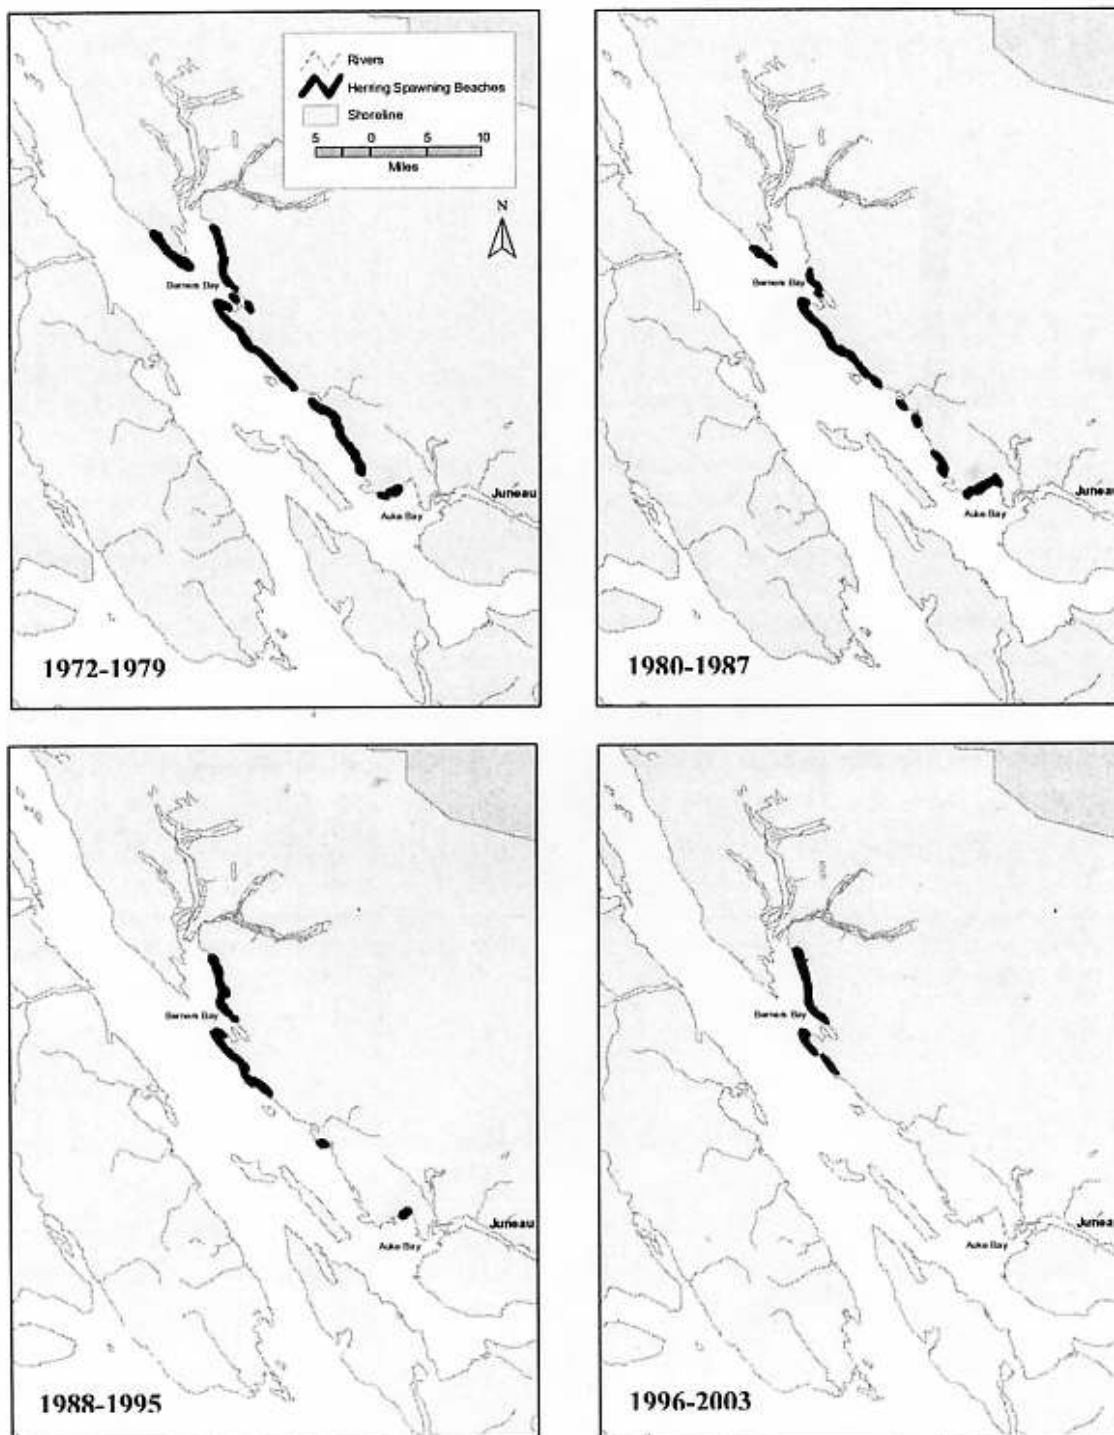 Rivers
Herring Spawning Beaches
Shoreline
5 0 5 10
Miles
N
Berners Bay
Juneau
Auke Bay
1972-1979
Berners Bay
Juneau
Auke Bay
1980-1987
Berners Bay
Juneau
Auke Bay
1988-1995
Berners Bay
Juneau
Auke Bay
1996-2003